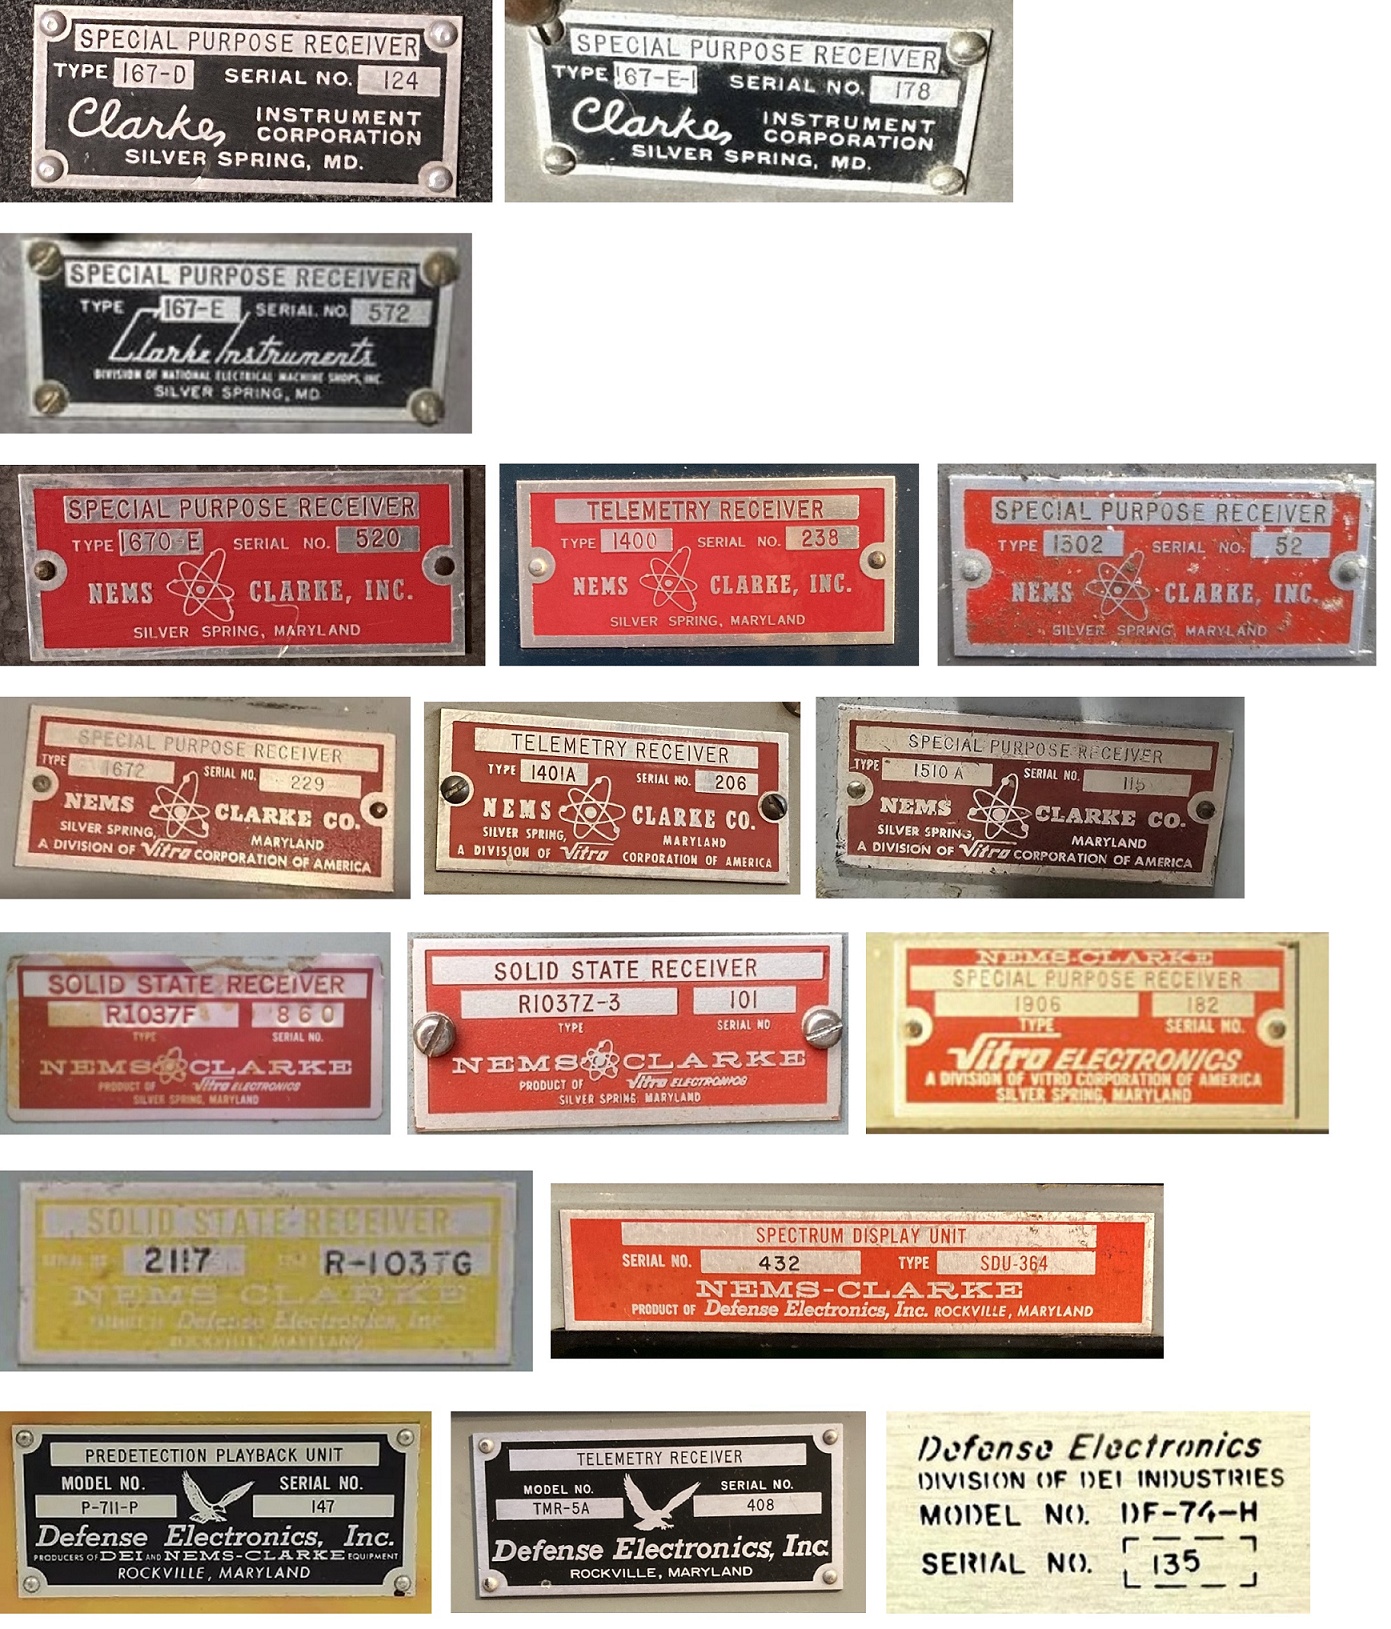 SPECIAL PURPOSE RECEIVER
TYPE 167-D SERIAL NO. 124
Clarke INSTRUMENT
CORPORATION
SILVER SPRING, MD.
SPECIAL PURPOSE RECEIVER
TYPE 167-E-1 SERIAL NO. 178
Clarke INSTRUMENT
CORPORATION
SILVER SPRING, MD.
SPECIAL PURPOSE RECEIVER
TYPE 167-E SERIAL NO. 572
Clarke Instruments
DIVISION OF NATIONAL ELECTRICAL MACHINE SHOPS, INC.
SILVER SPRING, MD
SPECIAL PURPOSE RECEIVER
TYPE 1670-E SERIAL NO. 520
NEMS CLARKE, INC.
SILVER SPRING, MARYLAND
TELEMETRY RECEIVER
TYPE 1400 SERIAL NO. 238
NEMS CLARKE, INC.
SILVER SPRING, MARYLAND
SPECIAL PURPOSE RECEIVER
TYPE 1302 SERIAL NO. 52
NEMS CLARKE, INC.
SILVER SPRING, MARYLAND
SPECIAL PURPOSE RECEIVER
TYPE 1672 SERIAL NO. 229
NEMS CLARKE CO.
SILVER SPRING, MARYLAND
A DIVISION OF Vitro CORPORATION OF AMERICA
TELEMETRY RECEIVER
TYPE 1401A SERIAL NO. 206
NEMS CLARKE CO.
SILVER SPRING, MARYLAND
A DIVISION OF Vitro CORPORATION OF AMERICA
SPECIAL PURPOSE RECEIVER
TYPE 1510 A SERIAL NO. 115
NEMS CLARKE CO.
SILVER SPRING, MARYLAND
A DIVISION OF Vitro CORPORATION OF AMERICA
SOLID STATE RECEIVER
R1037F 860
TYPE SERIAL NO.
NEMS CLARKE
PRODUCT OF Vitro ELECTRONICS
SILVER SPRING, MARYLAND
SOLID STATE RECEIVER
R1037Z-3 101
TYPE SERIAL NO
NEMS CLARKE
PRODUCT OF Vitro ELECTRONICS
SILVER SPRING, MARYLAND
NEMS-CLARKE
SPECIAL PURPOSE RECEIVER
1906 182
TYPE SERIAL NO.
Vitro ELECTRONICS
A DIVISION OF VITRO CORPORATION OF AMERICA
SILVER SPRING, MARYLAND
SOLID STATE RECEIVER
SERIAL NO 2117 R-1037G
NEMS-CLARKE
PRODUCT OF Defense Electronics, Inc.
ROCKVILLE, MARYLAND
SPECTRUM DISPLAY UNIT
SERIAL NO. 432 TYPE SDU-364
NEMS-CLARKE
PRODUCT OF Defense Electronics, Inc. ROCKVILLE, MARYLAND
PREDETECTION PLAYBACK UNIT
MODEL NO. SERIAL NO.
P-711-P 147
Defense Electronics, Inc.
PRODUCERS OF DEI AND NEMS-CLARKE EQUIPMENT
ROCKVILLE, MARYLAND
TELEMETRY RECEIVER
MODEL NO. SERIAL NO.
TMR-5A 408
Defense Electronics, Inc.
ROCKVILLE, MARYLAND
Defense Electronics
DIVISION OF DEI INDUSTRIES
MODEL NO. DF-74-H
SERIAL NO. 135